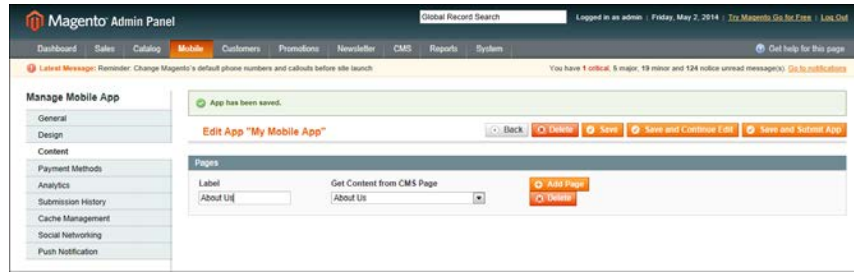 Magento Admin Panel
Global Record Search
Logged in as admin | Friday, May 2, 2014 | Try Magento Go for Free | Log Out
Dashboard Sales Catalog Mobile Customers Promotions Newsletter CMS Reports System Get help for this page
Latest Message: Reminder: Change Magento's default phone numbers and callouts before site launch You have 1 critical, 5 major, 19 minor and 124 notice unread message(s). Go to notifications
Manage Mobile App
General
Design
Content
Payment Methods
Analytics
Submission History
Cache Management
Social Networking
Push Notification
App has been saved.
Edit App "My Mobile App" Back Delete Save Save and Continue Edit Save and Submit App
Pages
Label Get Content from CMS Page Add Page
About Us About Us Delete